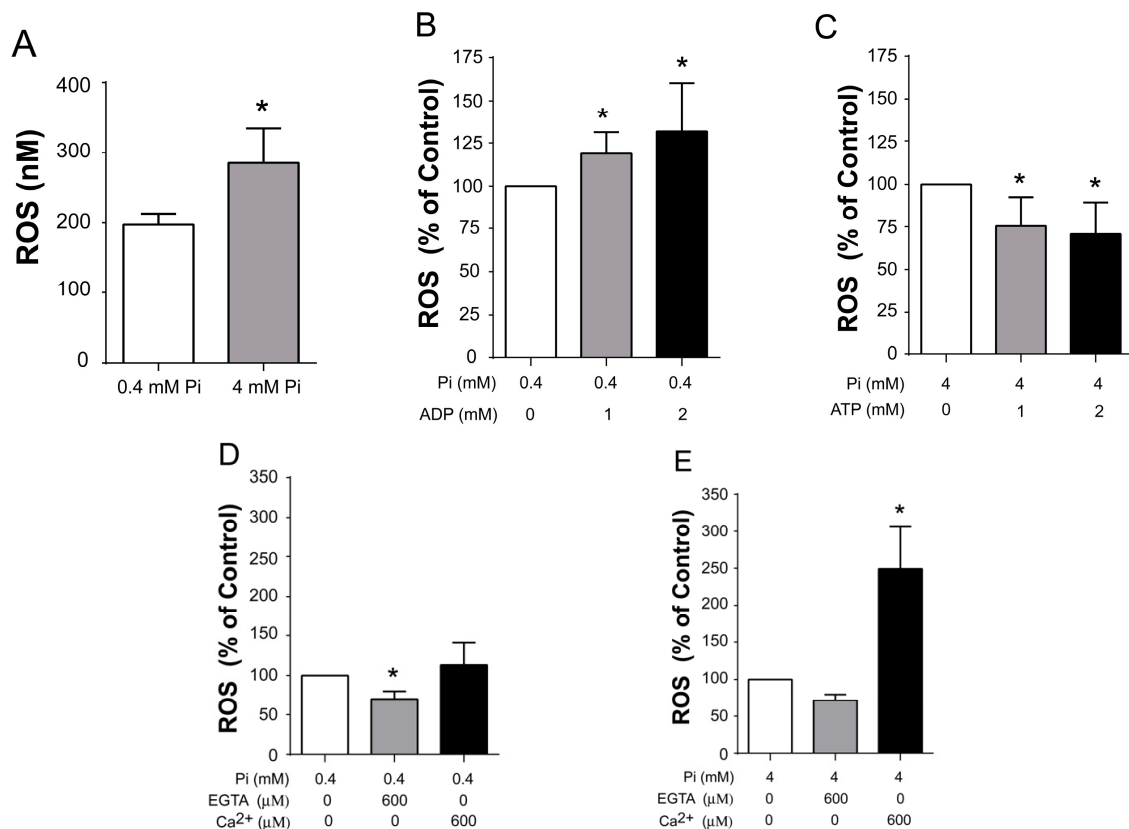 A
ROS (nM)
400
300
200
100
0
*
0.4 mM Pi 4 mM Pi
B
ROS (% of Control)
175
150
125
100
75
50
25
0
* *
Pi (mM) 0.4 0.4 0.4
ADP (mM) 0 1 2
C
ROS (% of Control)
175
150
125
100
75
50
25
0
* *
Pi (mM) 4 4 4
ATP (mM) 0 1 2
D
ROS (% of Control)
350
300
250
200
150
100
50
0
*
Pi (mM) 0.4 0.4 0.4
EGTA (μM) 0 600 0
Ca2+ (μM) 0 0 600
E
ROS (% of Control)
350
300
250
200
150
100
50
0
*
Pi (mM) 4 4 4
EGTA (μM) 0 600 0
Ca2+ (μM) 0 0 600